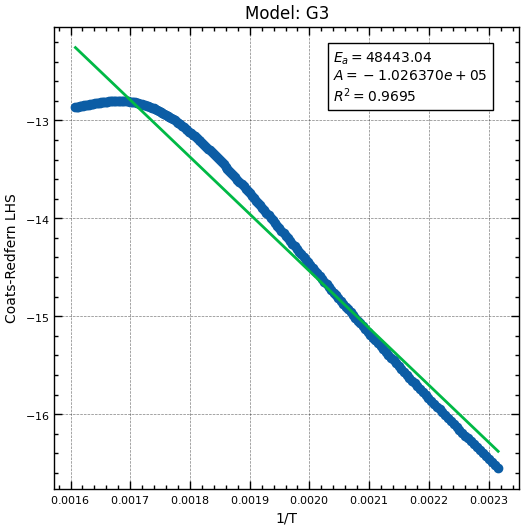 Model: G3
E_a = 48443.04
A = −1.026370e + 05
R^2 = 0.9695
Coats-Redfern LHS
−13
−14
−15
−16
0.0016 0.0017 0.0018 0.0019 0.0020 0.0021 0.0022 0.0023
1/T